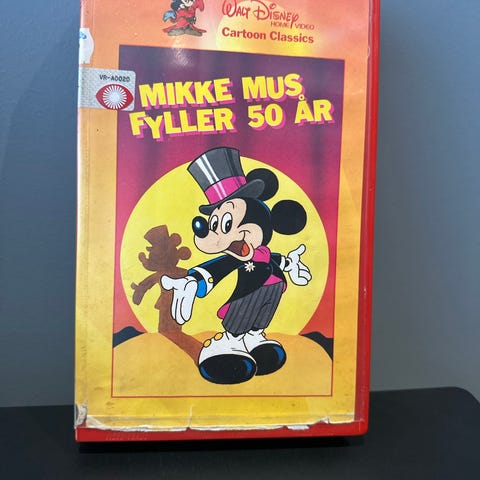 WALT DISNEY
HOME VIDEO
Cartoon Classics
VR-A0020
MIKKE MUS
FYLLER 50 ÅR